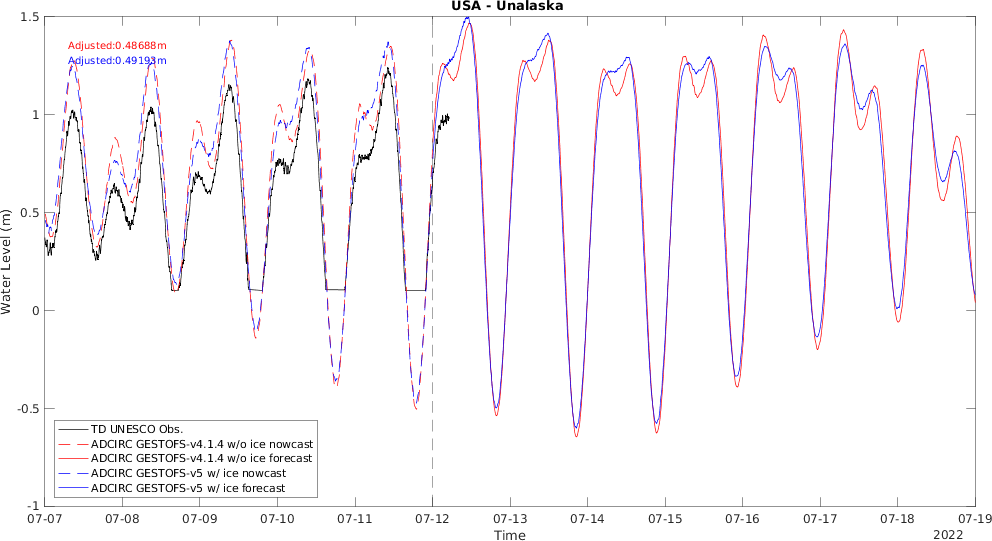 USA - Unalaska
1.5
Adjusted:0.48688m
Adjusted:0.49193m
1
0.5
Water Level (m)
0
-0.5
-1
TD UNESCO Obs.
ADCIRC GESTOFS-v4.1.4 w/o ice nowcast
ADCIRC GESTOFS-v4.1.4 w/o ice forecast
ADCIRC GESTOFS-v5 w/ ice nowcast
ADCIRC GESTOFS-v5 w/ ice forecast
07-07 07-08 07-09 07-10 07-11 07-12 07-13 07-14 07-15 07-16 07-17 07-18 07-19
Time
2022